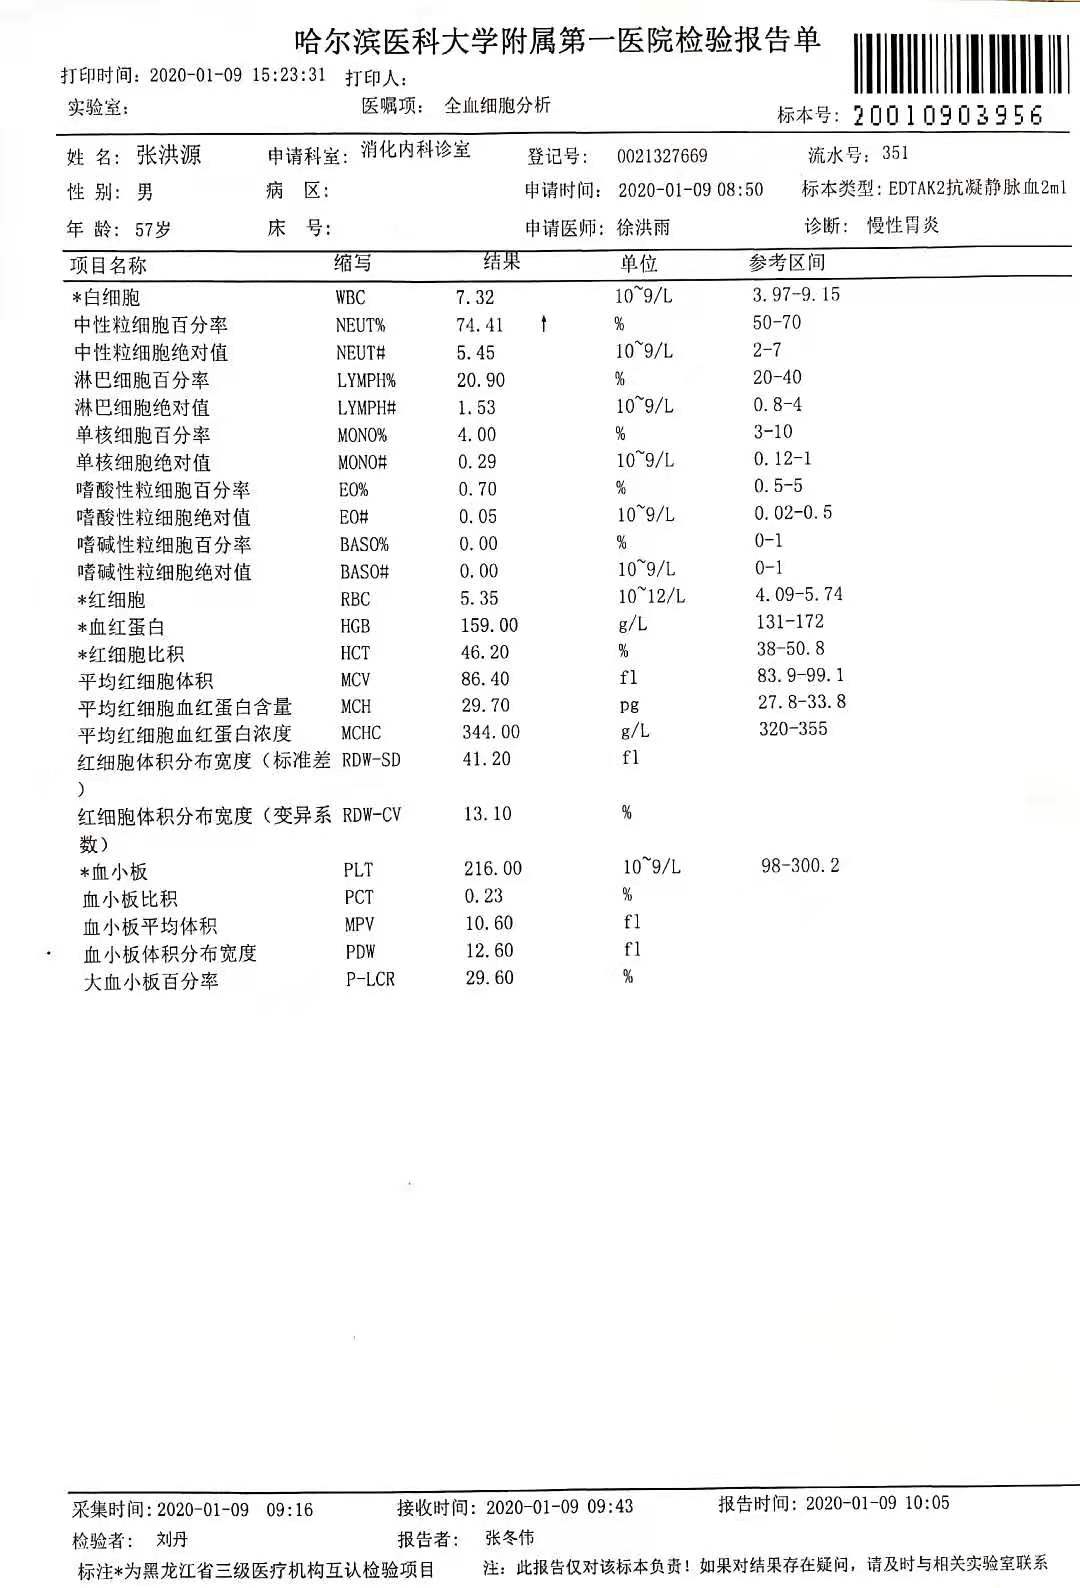 哈尔滨医科大学附属第一医院检验报告单
打印时间: 2020-01-09 15:23:31 打印人:
实验室: 医嘱项: 全血细胞分析 标本号: 20010903956
姓 名: 张洪源 申请科室: 消化内科诊室 登记号: 0021327669 流水号: 351
性 别: 男 病 区: 申请时间: 2020-01-09 08:50 标本类型: EDTAK2抗凝静脉血2ml
年 龄: 57岁 床 号: 申请医师: 徐洪雨 诊断: 慢性胃炎
项目名称 缩写 结果 单位 参考区间
*白细胞 WBC 7.32 10~9/L 3.97-9.15
中性粒细胞百分率 NEUT% 74.41 ↑ % 50-70
中性粒细胞绝对值 NEUT# 5.45 10~9/L 2-7
淋巴细胞百分率 LYMPH% 20.90 % 20-40
淋巴细胞绝对值 LYMPH# 1.53 10~9/L 0.8-4
单核细胞百分率 MONO% 4.00 % 3-10
单核细胞绝对值 MONO# 0.29 10~9/L 0.12-1
嗜酸性粒细胞百分率 EO% 0.70 % 0.5-5
嗜酸性粒细胞绝对值 EO# 0.05 10~9/L 0.02-0.5
嗜碱性粒细胞百分率 BASO% 0.00 % 0-1
嗜碱性粒细胞绝对值 BASO# 0.00 10~9/L 0-1
*红细胞 RBC 5.35 10~12/L 4.09-5.74
*血红蛋白 HGB 159.00 g/L 131-172
*红细胞比积 HCT 46.20 % 38-50.8
平均红细胞体积 MCV 86.40 fl 83.9-99.1
平均红细胞血红蛋白含量 MCH 29.70 pg 27.8-33.8
平均红细胞血红蛋白浓度 MCHC 344.00 g/L 320-355
红细胞体积分布宽度（标准差 RDW-SD 41.20 fl
）
红细胞体积分布宽度（变异系 RDW-CV 13.10 %
数）
*血小板 PLT 216.00 10~9/L 98-300.2
血小板比积 PCT 0.23 %
血小板平均体积 MPV 10.60 fl
血小板体积分布宽度 PDW 12.60 fl
大血小板百分率 P-LCR 29.60 %
采集时间: 2020-01-09 09:16 接收时间: 2020-01-09 09:43 报告时间: 2020-01-09 10:05
检验者: 刘丹 报告者: 张冬伟
标注*为黑龙江省三级医疗机构互认检验项目 注: 此报告仅对该标本负责！如果对结果存在疑问，请及时与相关实验室联系